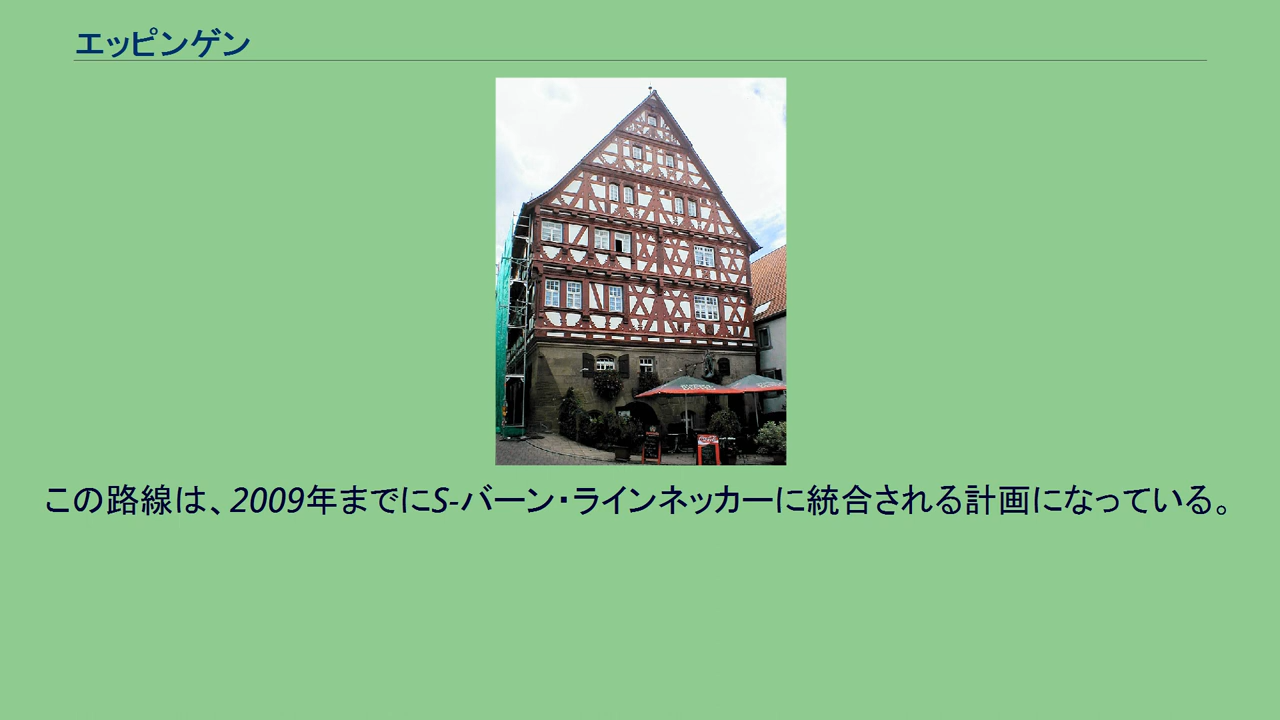 エッピンゲン
この路線は、2009年までにS-バーン・ラインネッカーに統合される計画になっている。